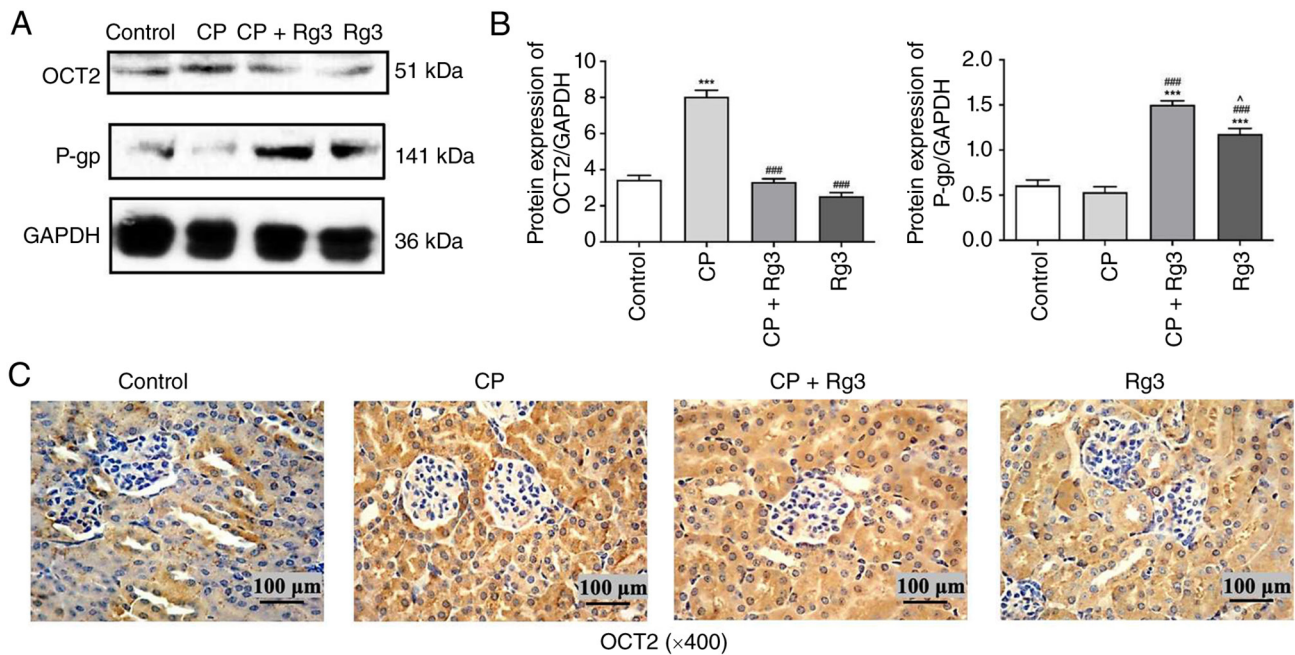 A
Control CP CP + Rg3 Rg3
OCT2
51 kDa
P-gp
141 kDa
GAPDH
36 kDa
B
Protein expression of
OCT2/GAPDH
10
8
6
4
2
0
***
###
###
Control
CP
CP + Rg3
Rg3
Protein expression of
P-gp/GAPDH
2.0
1.5
1.0
0.5
0.0
###
***
^
###
***
Control
CP
CP + Rg3
Rg3
C
Control
CP
CP + Rg3
Rg3
100 µm
100 µm
100 µm
100 µm
OCT2 (×400)